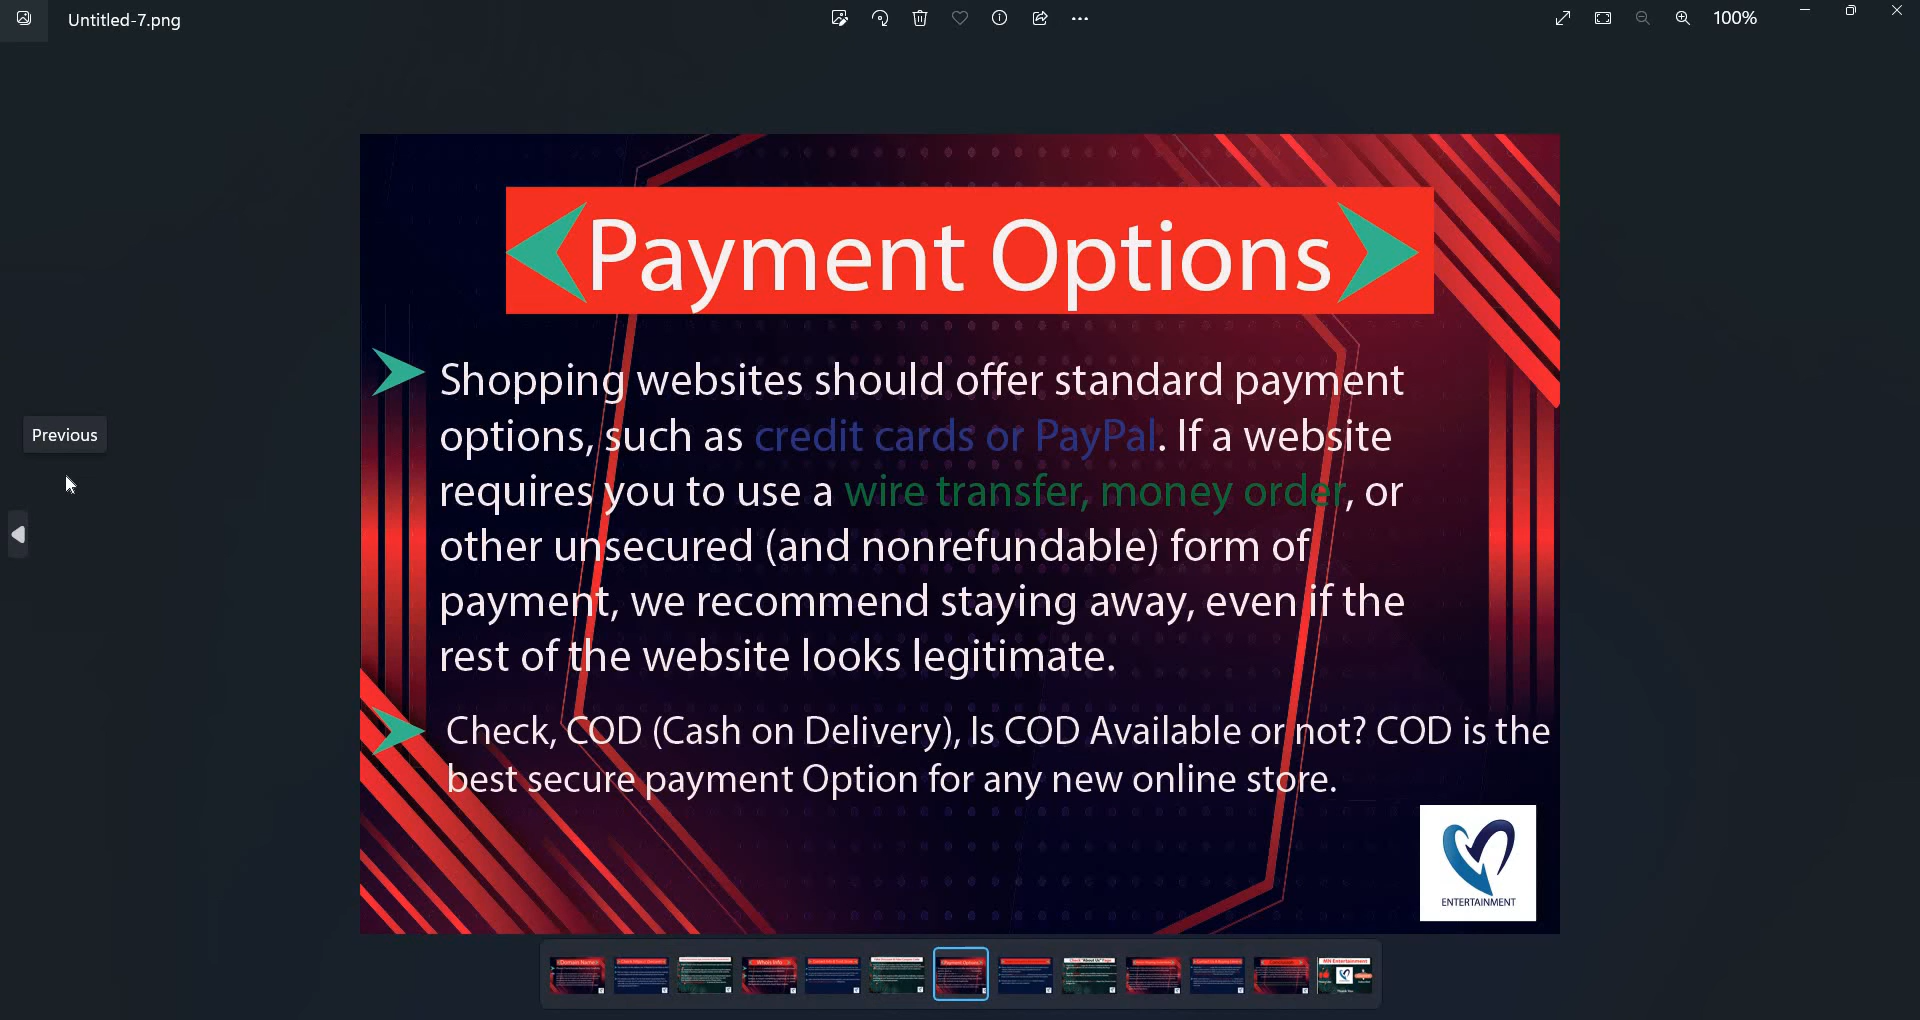 Untitled-7.png
100%
Payment Options
Shopping websites should offer standard payment
options, such as credit cards or PayPal. If a website
Previous
requires you to use a wire transfer, money order, or
other unsecured (and nonrefundable) form of
payment, we recommend staying away, even if the
rest of the website looks legitimate.
Check, COD (Cash on Delivery), Is COD Available or not? COD is the
best secure payment Option for any new online store.
ENTERTAINMENT